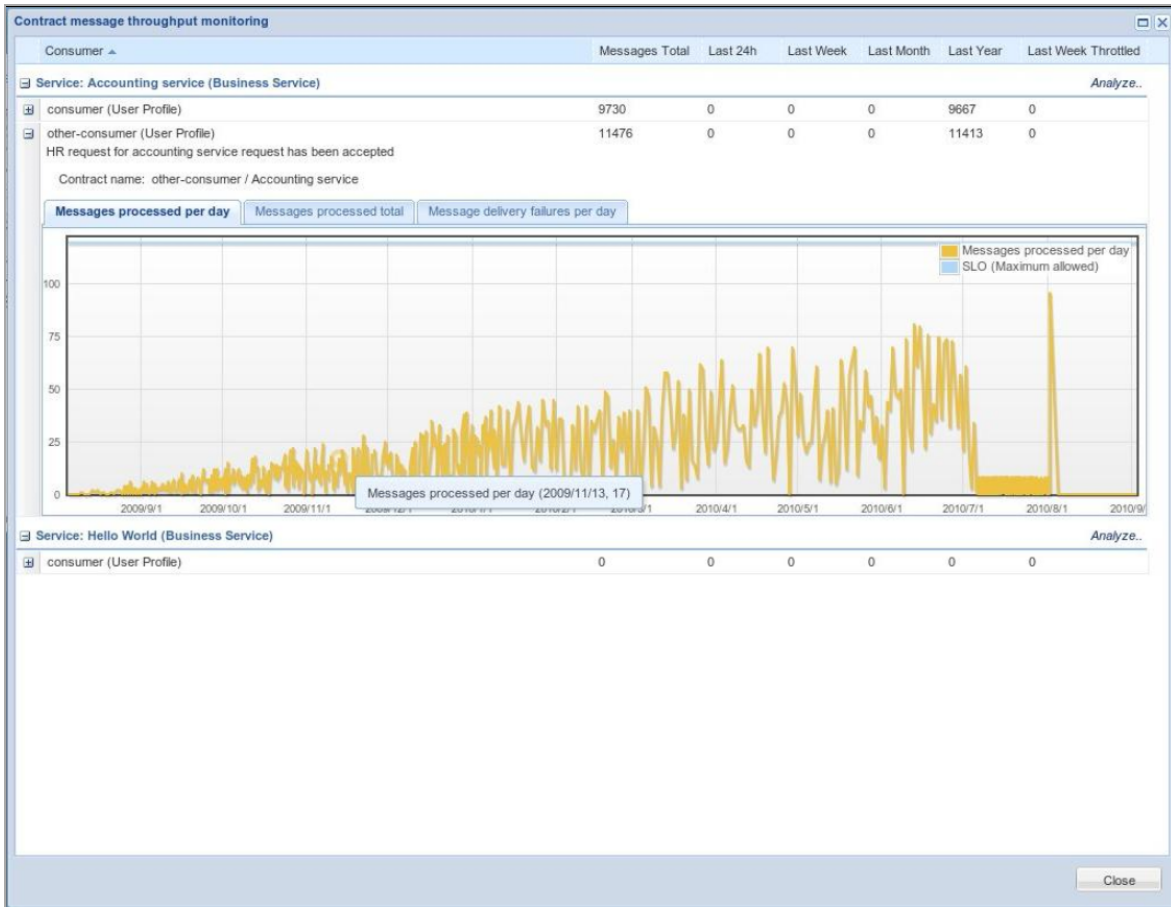 Contract message throughput monitoring
Consumer Messages Total Last 24h Last Week Last Month Last Year Last Week Throttled
Service: Accounting service (Business Service) Analyze..
consumer (User Profile) 9730 0 0 0 9667 0
other-consumer (User Profile) 11476 0 0 0 11413 0
HR request for accounting service request has been accepted
Contract name: other-consumer / Accounting service
Messages processed per day Messages processed total Message delivery failures per day
Messages processed per day
SLO (Maximum allowed)
100
75
50
25
0
Messages processed per day (2009/11/13, 17)
2009/9/1 2009/10/1 2009/11/1 2010/4/1 2010/5/1 2010/6/1 2010/7/1 2010/8/1 2010/9/
Service: Hello World (Business Service) Analyze..
consumer (User Profile) 0 0 0 0 0 0
Close